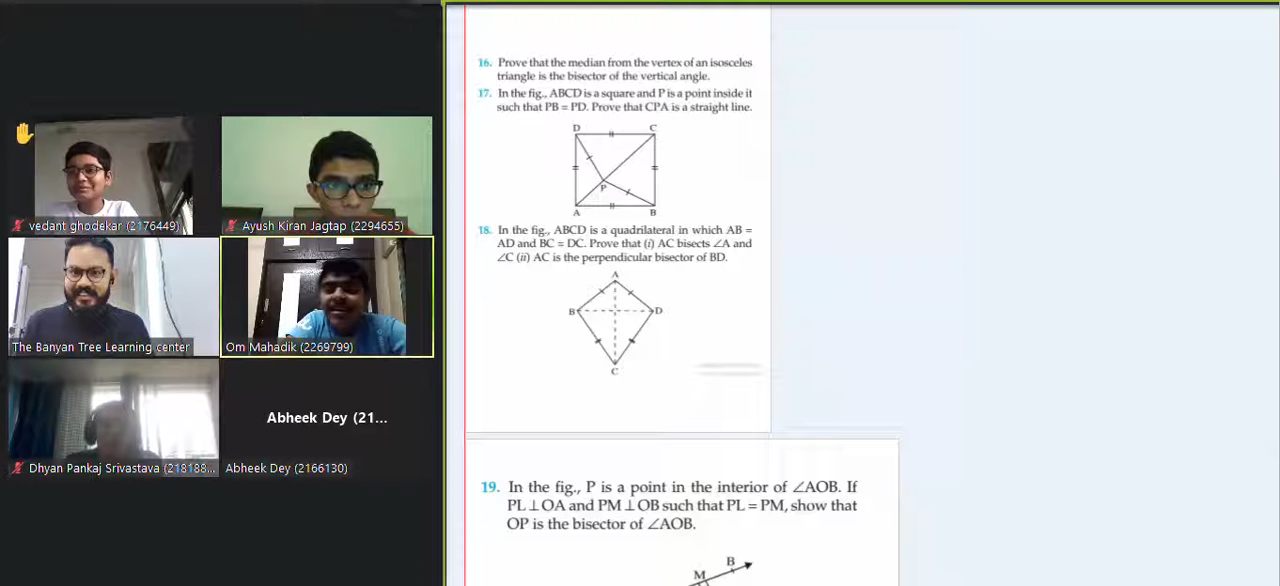 vedant ghodekar (2176449)
Ayush Kiran Jagtap (2294655)
The Banyan Tree Learning center
Om Mahadik (2269799)
Dhyan Pankaj Srivastava (218188...
Abheek Dey (21...
Abheek Dey (2166130)
16. Prove that the median from the vertex of an isosceles
triangle is the bisector of the vertical angle.
17. In the fig., ABCD is a square and P is a point inside it
such that PB = PD. Prove that CPA is a straight line.
D C
P
A B
18. In the fig., ABCD is a quadrilateral in which AB =
AD and BC = DC. Prove that (i) AC bisects ∠A and
∠C (ii) AC is the perpendicular bisector of BD.
A
B D
C
19. In the fig., P is a point in the interior of ∠AOB. If
PL⊥OA and PM⊥OB such that PL = PM, show that
OP is the bisector of ∠AOB.
B
M